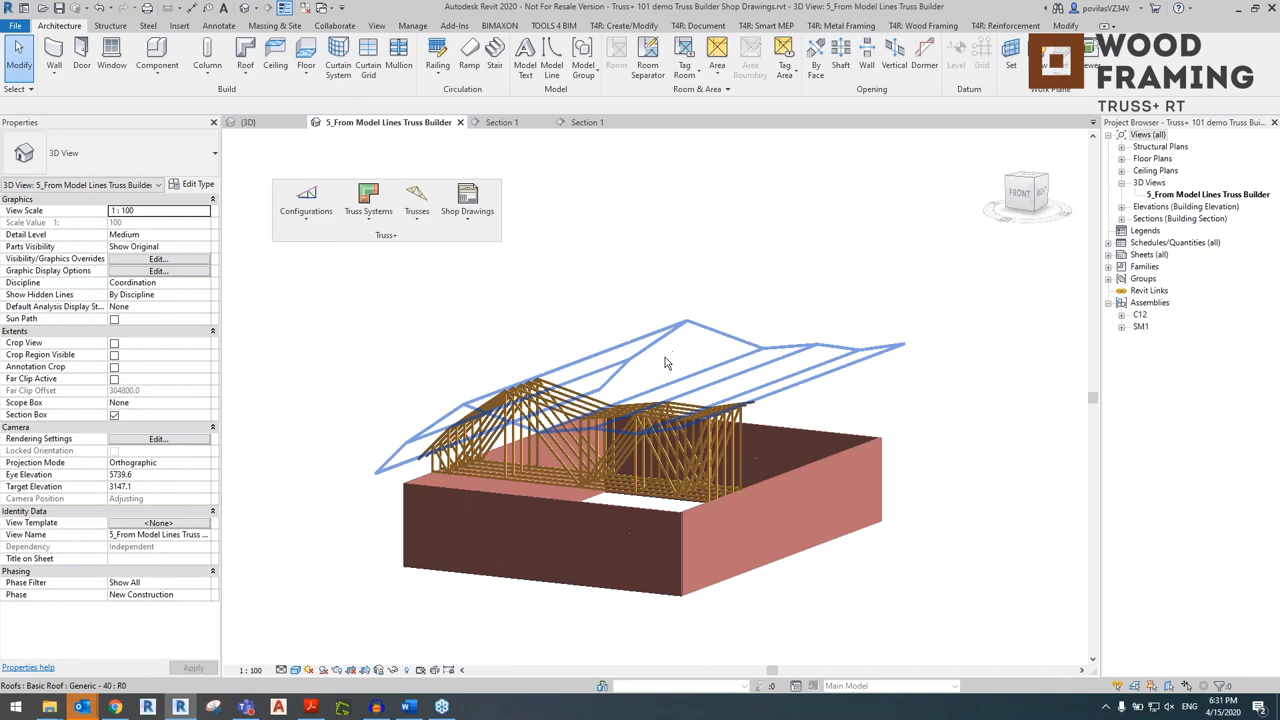 Autodesk Revit 2020 - Not For Resale Version - Truss+ 101 demo Truss Builder Shop Drawings.rvt - 3D View: 5_From Model Lines Truss Builder
povilasVZ34V
File Architecture Structure Steel Insert Annotate Analyze Massing & Site Collaborate View Manage Add-Ins BIMAXON TOOLS 4 BIM T4R: Create/Modify T4R: Document T4R: Smart MEP T4R: Metal Framing T4R: Wood Framing T4R: Reinforcement Modify
Modify Wall Door Window Component Column Roof Ceiling Floor Curtain System Curtain Grid Mullion Railing Ramp Stair Model Text Model Line Model Group Room Room Separator Tag Room Area Area Boundary Tag Area By Face Shaft Wall Vertical Dormer Level Grid Set
Select Build Circulation Model Room & Area Opening Datum Work Plane
WOOD
FRAMING
TRUSS+ RT
Properties
{3D} 5_From Model Lines Truss Builder Section 1 Section 1
3D View
3D View: 5_From Model Lines Truss Builder Edit Type
Graphics
View Scale 1 : 100
Scale Value 1: 100
Detail Level Medium
Parts Visibility Show Original
Visibility/Graphics Overrides Edit...
Graphic Display Options Edit...
Discipline Coordination
Show Hidden Lines By Discipline
Default Analysis Display St... None
Sun Path
Extents
Crop View
Crop Region Visible
Annotation Crop
Far Clip Active
Far Clip Offset 304800.0
Scope Box None
Section Box
Camera
Rendering Settings Edit...
Locked Orientation
Projection Mode Orthographic
Eye Elevation 5739.6
Target Elevation 3147.1
Camera Position Adjusting
Identity Data
View Template <None>
View Name 5_From Model Lines Truss ...
Dependency Independent
Title on Sheet
Phasing
Phase Filter Show All
Phase New Construction
Properties help Apply
Configurations Truss Systems Trusses Shop Drawings
Truss+
FRONT
Project Browser - Truss+ 101 demo Truss Bui...
Views (all)
Structural Plans
Floor Plans
Ceiling Plans
3D Views
5_From Model Lines Truss Builder
Elevations (Building Elevation)
Sections (Building Section)
Legends
Schedules/Quantities (all)
Sheets (all)
Families
Groups
Revit Links
Assemblies
C12
SM1
1 : 100
Roofs : Basic Roof : Generic - 40 : R0
:0 Main Model :0
ENG 6:31 PM
4/15/2020